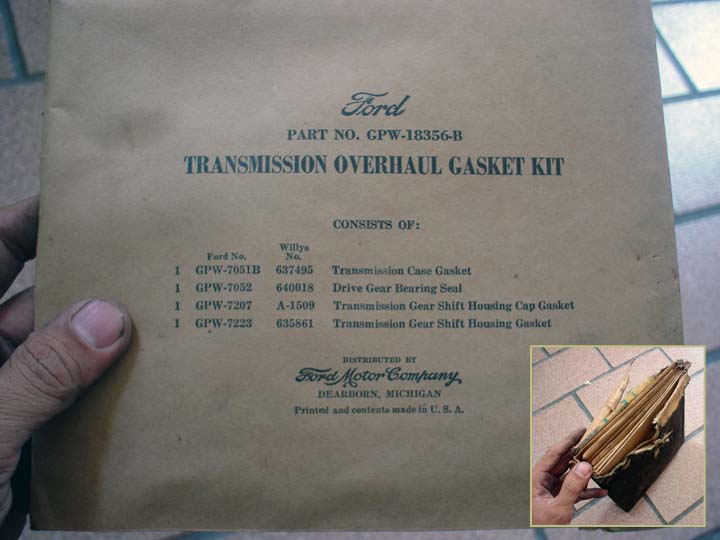 Ford
PART NO. GPW-18356-B
TRANSMISSION OVERHAUL GASKET KIT
CONSISTS OF:
Ford No. Willys No.
1 GPW-7051B 637495 Transmission Case Gasket
1 GPW-7052 640018 Drive Gear Bearing Seal
1 GPW-7207 A-1509 Transmission Gear Shift Housing Cap Gasket
1 GPW-7223 635861 Transmission Gear Shift Housing Gasket
DISTRIBUTED BY
Ford Motor Company
DEARBORN, MICHIGAN
Printed and contents made in U. S. A.